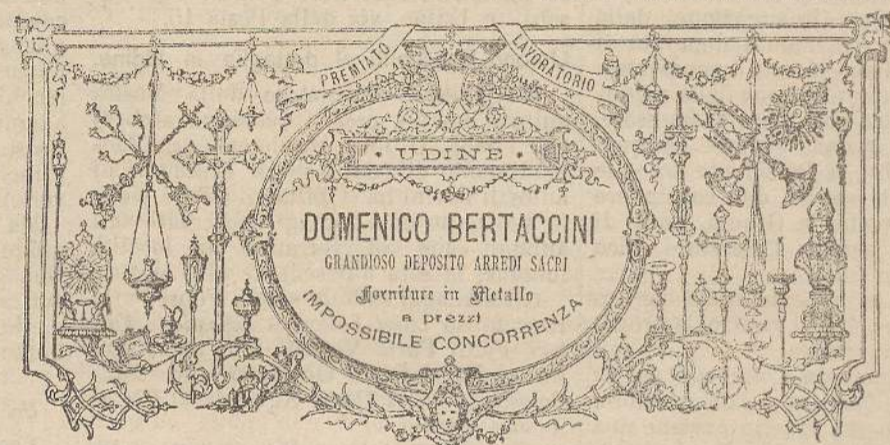 PREMIATO LAVORATORIO
• UDINE •
DOMENICO BERTACCINI
GRANDIOSO DEPOSITO ARREDI SACRI
Forniture in Metallo
a prezzi
IMPOSSIBILE CONCORRENZA